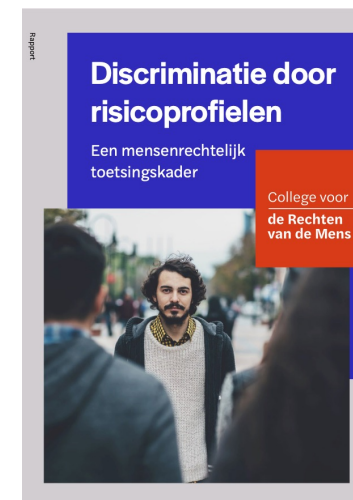 Rapport
Discriminatie door
risicoprofielen
Een mensenrechtelijk
toetsingskader
College voor
de Rechten
van de Mens